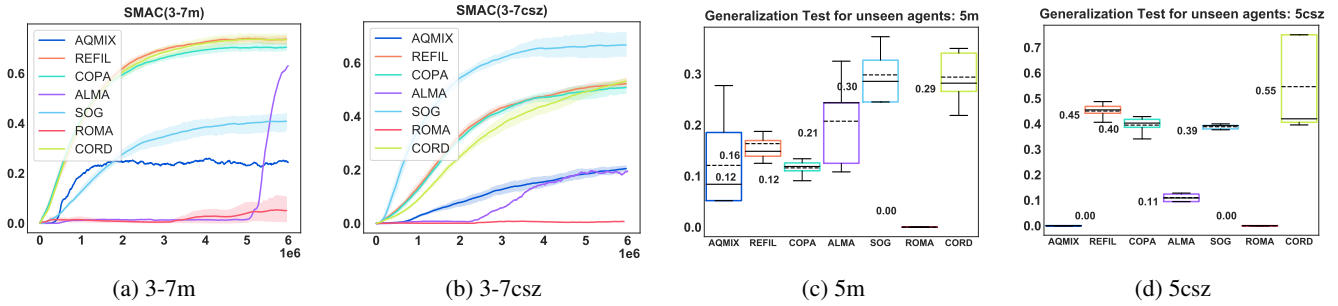 SMAC(3-7m)
AQMIX
REFIL
COPA
ALMA
SOG
ROMA
CORD
0.6
0.4
0.2
0.0
0 1 2 3 4 5 6
1e6
(a) 3-7m
SMAC(3-7csz)
AQMIX
REFIL
COPA
ALMA
SOG
ROMA
CORD
0.6
0.4
0.2
0.0
0 1 2 3 4 5 6
1e6
(b) 3-7csz
Generalization Test for unseen agents: 5m
0.3
0.2
0.1
0.0
0.12
0.16
0.12
0.21
0.30
0.00
0.29
AQMIX REFIL COPA ALMA SOG ROMA CORD
(c) 5m
Generalization Test for unseen agents: 5csz
0.7
0.6
0.5
0.4
0.3
0.2
0.1
0.0
0.00
0.45
0.40
0.11
0.39
0.00
0.55
AQMIX REFIL COPA ALMA SOG ROMA CORD
(d) 5csz